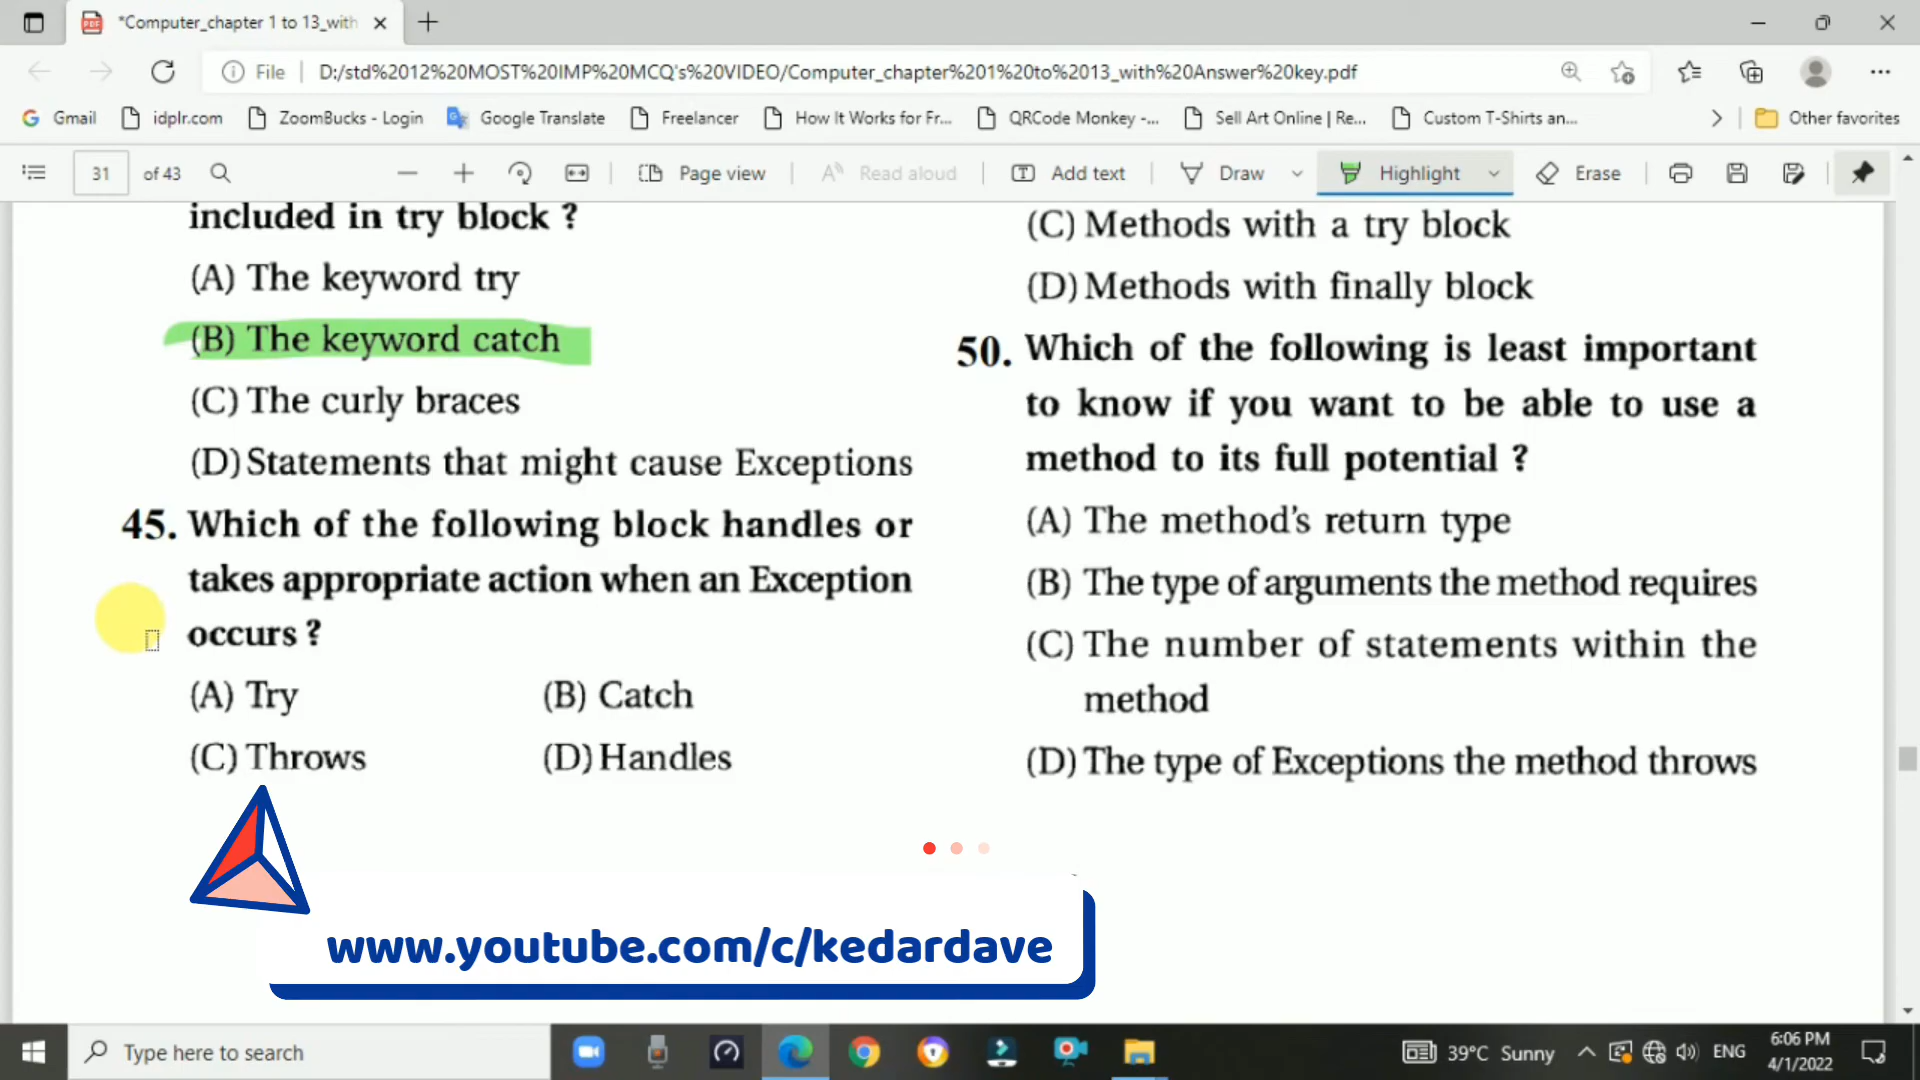 *Computer_chapter 1 to 13_with
File
D:/std%2012%20MOST%20IMP%20MCQ's%20VIDEO/Computer_chapter%201%20to%2013_with%20Answer%20key.pdf
Gmail
idplr.com
ZoomBucks - Login
Google Translate
Freelancer
How It Works for Fr...
QRCode Monkey -...
Sell Art Online | Re...
Custom T-Shirts an...
Other favorites
31 of 43
Page view
Read aloud
Add text
Draw
Highlight
Erase
included in try block ?
(A) The keyword try
(B) The keyword catch
(C) The curly braces
(D) Statements that might cause Exceptions
45. Which of the following block handles or
takes appropriate action when an Exception
occurs ?
(A) Try (B) Catch
(C) Throws (D) Handles
(C) Methods with a try block
(D) Methods with finally block
50. Which of the following is least important
to know if you want to be able to use a
method to its full potential ?
(A) The method's return type
(B) The type of arguments the method requires
(C) The number of statements within the
method
(D) The type of Exceptions the method throws
www.youtube.com/c/kedardave
Type here to search
39°C Sunny
ENG
6:06 PM
4/1/2022